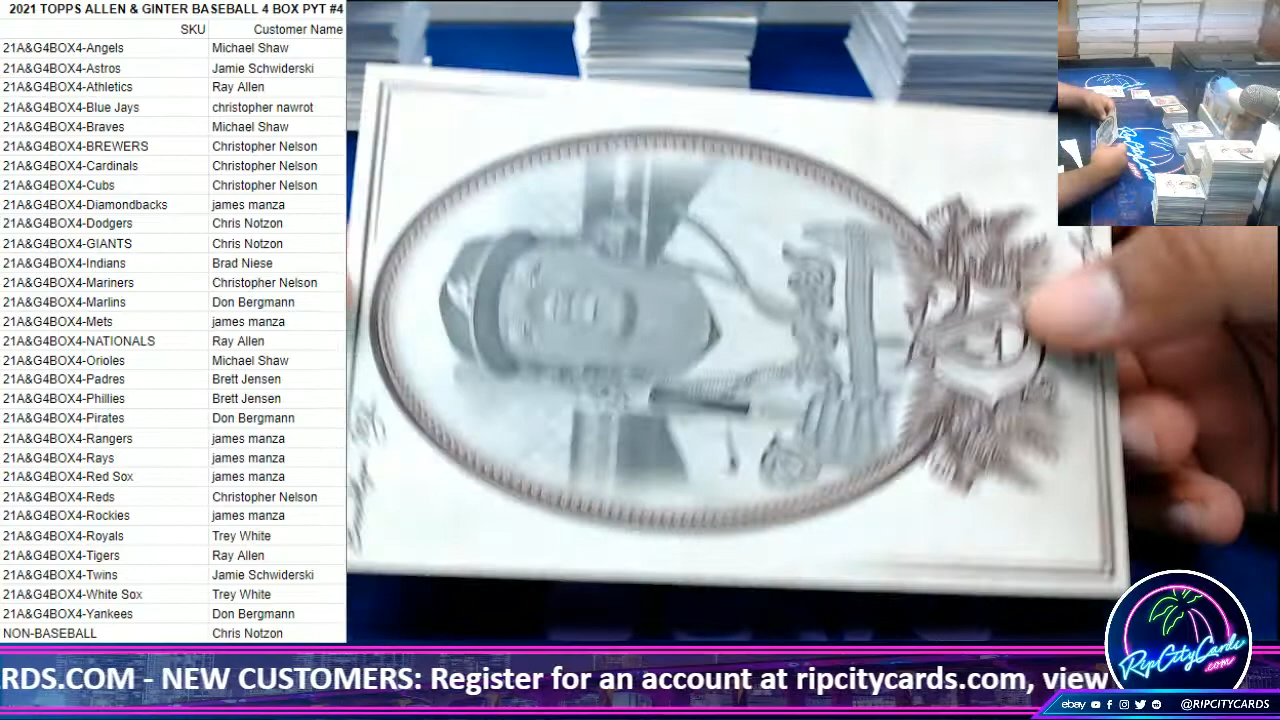 2021 TOPPS ALLEN & GINTER BASEBALL 4 BOX PYT #4
SKU Customer Name
21A&G4BOX4-Angels Michael Shaw
21A&G4BOX4-Astros Jamie Schwiderski
21A&G4BOX4-Athletics Ray Allen
21A&G4BOX4-Blue Jays christopher nawrot
21A&G4BOX4-Braves Michael Shaw
21A&G4BOX4-BREWERS Christopher Nelson
21A&G4BOX4-Cardinals Christopher Nelson
21A&G4BOX4-Cubs Christopher Nelson
21A&G4BOX4-Diamondbacks james manza
21A&G4BOX4-Dodgers Chris Notzon
21A&G4BOX4-GIANTS Chris Notzon
21A&G4BOX4-Indians Brad Niese
21A&G4BOX4-Mariners Christopher Nelson
21A&G4BOX4-Marlins Don Bergmann
21A&G4BOX4-Mets james manza
21A&G4BOX4-NATIONALS Ray Allen
21A&G4BOX4-Orioles Michael Shaw
21A&G4BOX4-Padres Brett Jensen
21A&G4BOX4-Phillies Brett Jensen
21A&G4BOX4-Pirates Don Bergmann
21A&G4BOX4-Rangers james manza
21A&G4BOX4-Rays james manza
21A&G4BOX4-Red Sox james manza
21A&G4BOX4-Reds Christopher Nelson
21A&G4BOX4-Rockies james manza
21A&G4BOX4-Royals Trey White
21A&G4BOX4-Tigers Ray Allen
21A&G4BOX4-Twins Jamie Schwiderski
21A&G4BOX4-White Sox Trey White
21A&G4BOX4-Yankees Don Bergmann
NON-BASEBALL Chris Notzon
RipCityCards
.com
RDS.COM - NEW CUSTOMERS: Register for an account at ripcitycards.com, view
ebay @RIPCITYCARDS